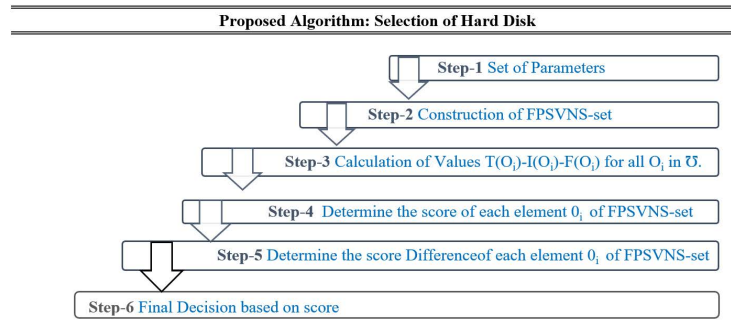 Proposed Algorithm: Selection of Hard Disk
Step-1 Set of Parameters
Step-2 Construction of FPSVNS-set
Step-3 Calculation of Values T(Oᵢ)-I(Oᵢ)-F(Oᵢ) for all Oᵢ in Ʊ.
Step-4 Determine the score of each element 0ᵢ of FPSVNS-set
Step-5 Determine the score Differenceof each element 0ᵢ of FPSVNS-set
Step-6 Final Decision based on score